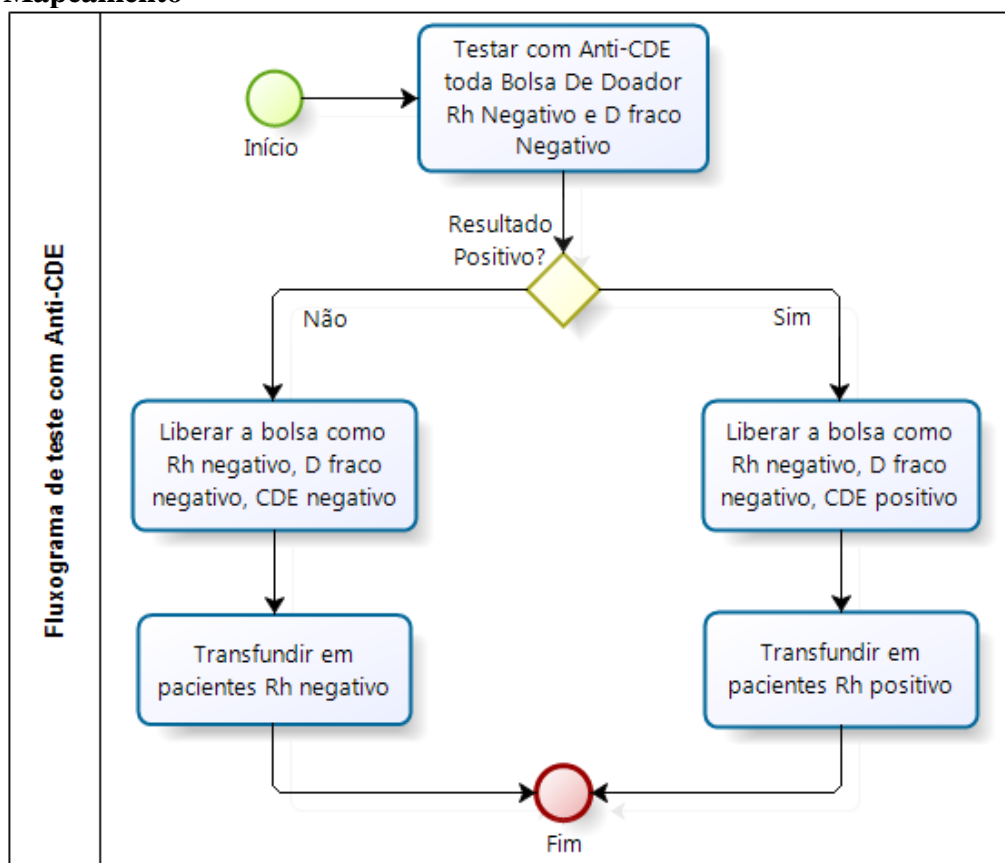 Mapeamento
Fluxograma de teste com Anti-CDE
Testar com Anti-CDE
toda Bolsa De Doador
Rh Negativo e D fraco
Negativo
Início
Resultado
Positivo?
Não
Sim
Liberar a bolsa como
Rh negativo, D fraco
negativo, CDE negativo
Liberar a bolsa como
Rh negativo, D fraco
negativo, CDE positivo
Transfundir em
pacientes Rh negativo
Transfundir em
pacientes Rh positivo
Fim